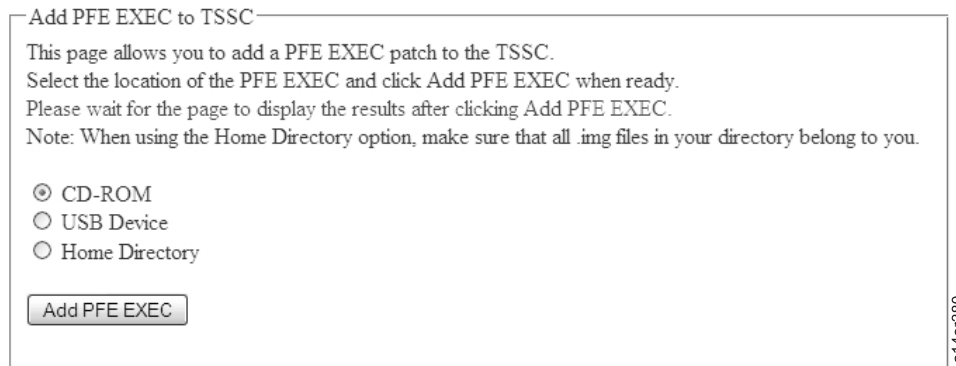 Add PFE EXEC to TSSC
This page allows you to add a PFE EXEC patch to the TSSC.
Select the location of the PFE EXEC and click Add PFE EXEC when ready.
Please wait for the page to display the results after clicking Add PFE EXEC.
Note: When using the Home Directory option, make sure that all .img files in your directory belong to you.
CD-ROM
USB Device
Home Directory
Add PFE EXEC